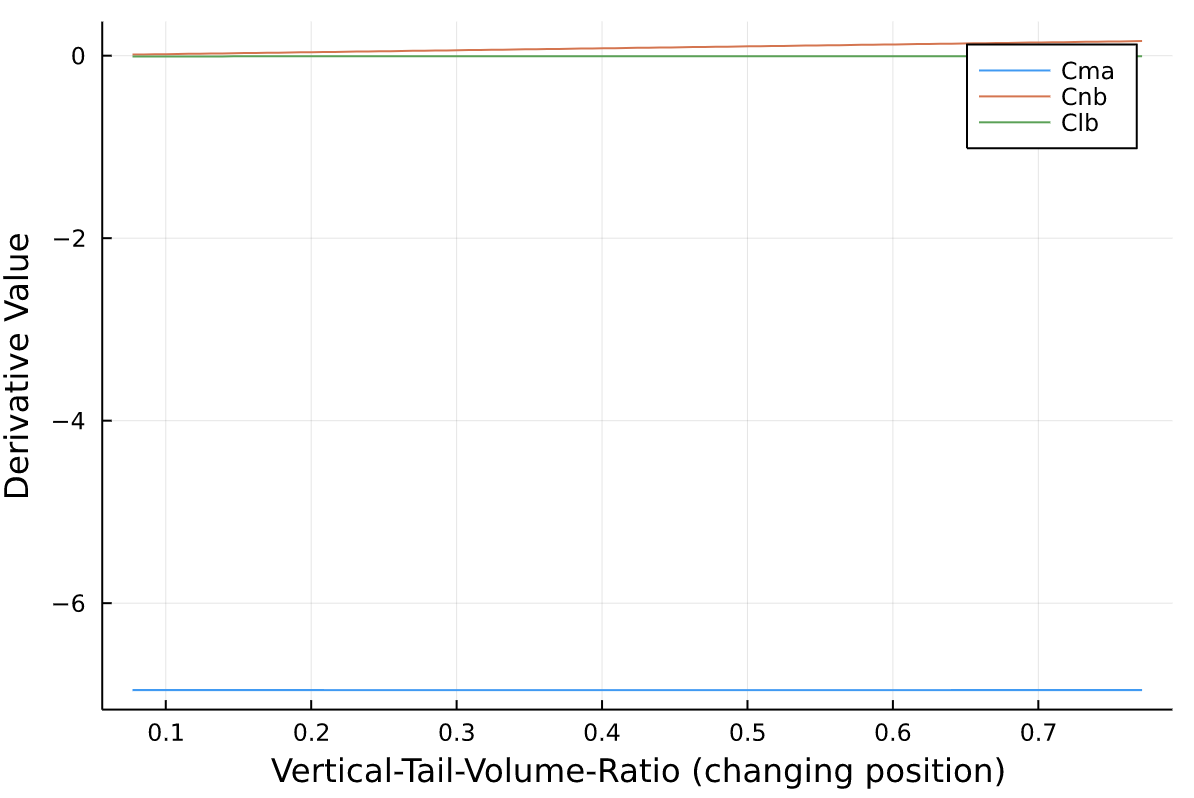 Derivative Value
0
−2
−4
−6
Cma
Cnb
Clb
0.1 0.2 0.3 0.4 0.5 0.6 0.7
Vertical-Tail-Volume-Ratio (changing position)